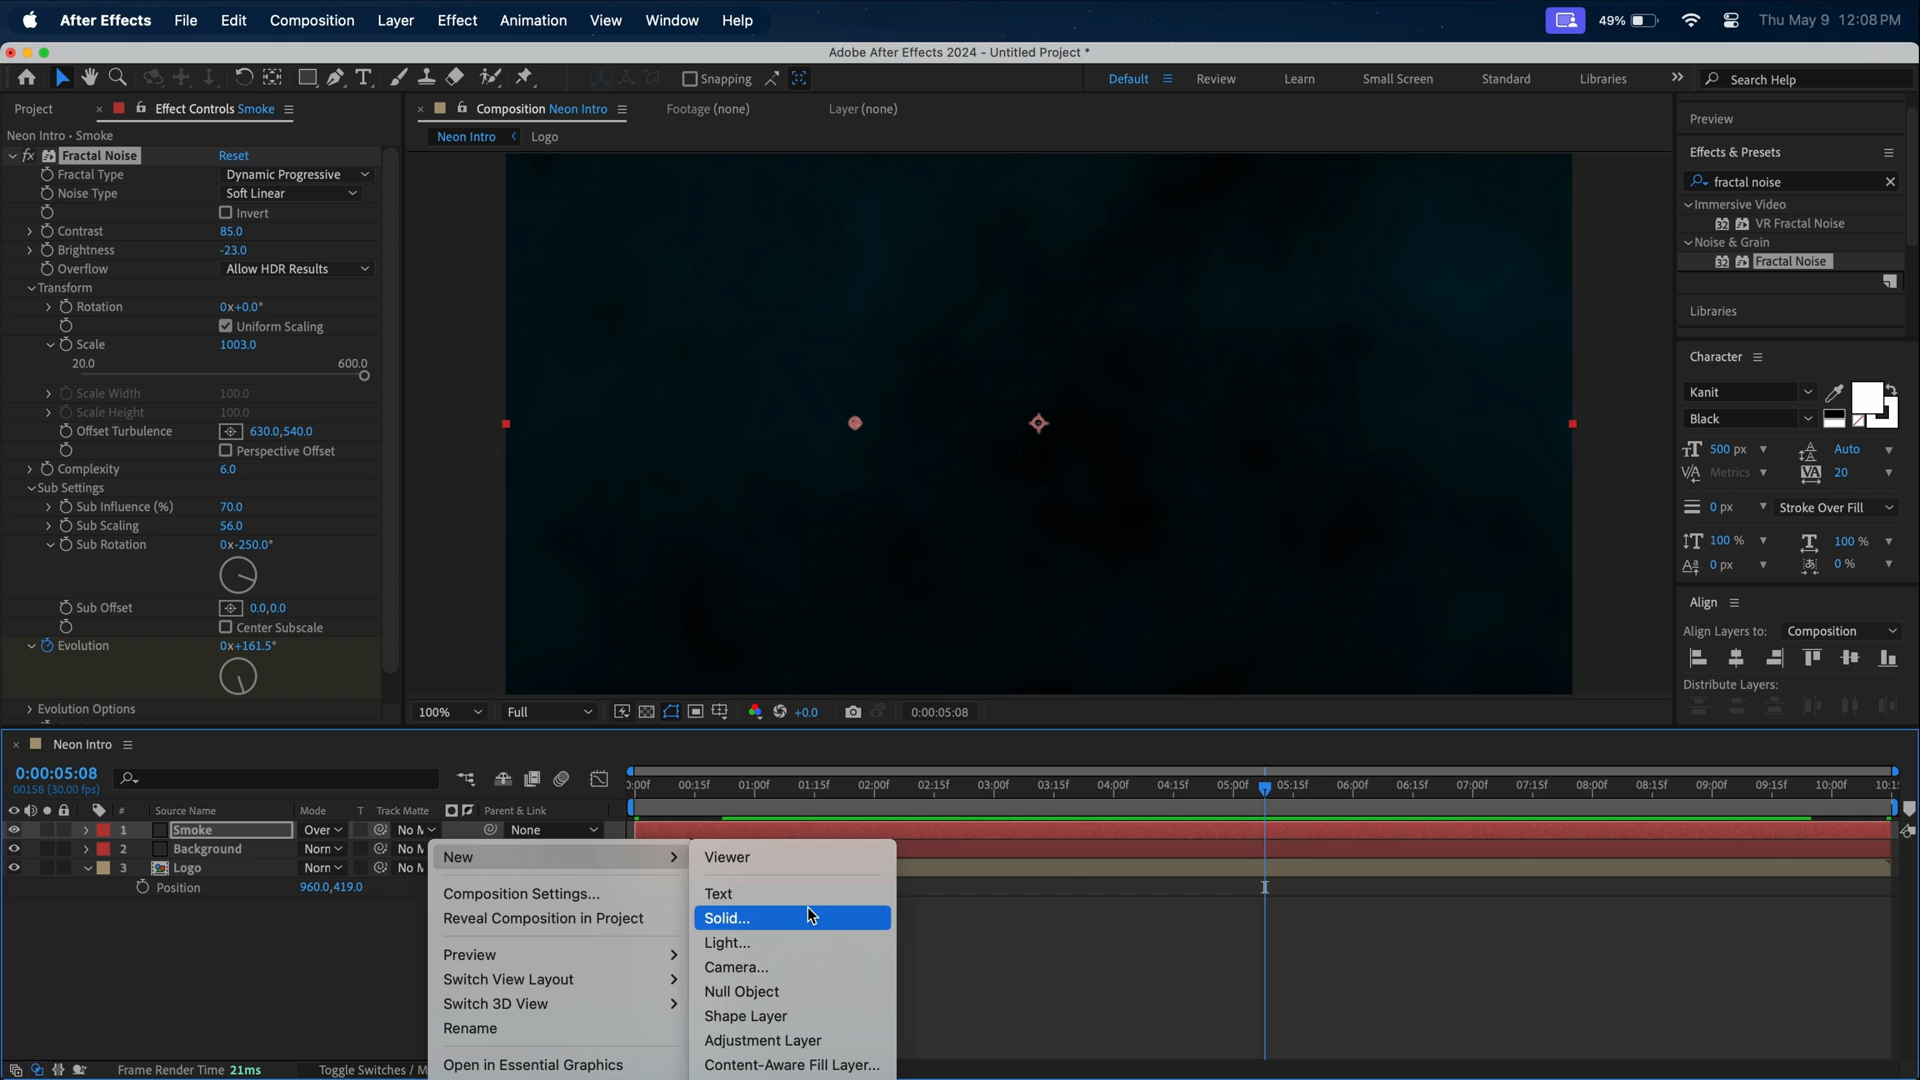 After Effects File Edit Composition Layer Effect Animation View Window Help 49% Thu May 9 12:08 PM
Adobe After Effects 2024 - Untitled Project *
Snapping Default Review Learn Small Screen Standard Libraries Search Help
Project Effect Controls Smoke Composition Neon Intro Footage (none) Layer (none)
Neon Intro • Smoke
Neon Intro Logo
fx Fractal Noise Reset
Fractal Type Dynamic Progressive
Noise Type Soft Linear
Invert
Contrast 85.0
Brightness -23.0
Overflow Allow HDR Results
Transform
Rotation 0x+0.0°
Uniform Scaling
Scale 1003.0
20.0 600.0
Scale Width 100.0
Scale Height 100.0
Offset Turbulence 630.0,540.0
Perspective Offset
Complexity 6.0
Sub Settings
Sub Influence (%) 70.0
Sub Scaling 56.0
Sub Rotation 0x-250.0°
Sub Offset 0.0,0.0
Center Subscale
Evolution 0x+161.5°
Evolution Options
100% Full +0.0 0:00:05:08
Preview
Effects & Presets
fractal noise
Immersive Video
32 VR Fractal Noise
Noise & Grain
32 Fractal Noise
Libraries
Character
Kanit
Black
500 px Auto
Metrics 20
0 px Stroke Over Fill
100 % 100 %
0 px 0 %
Align
Align Layers to: Composition
Distribute Layers:
Neon Intro
0:00:05:08
00158 (30.00 fps)
:00f 00:15f 01:00f 01:15f 02:00f 02:15f 03:00f 03:15f 04:00f 04:15f 05:00f 05:15f 06:00f 06:15f 07:00f 07:15f 08:00f 08:15f 09:00f 09:15f 10:00f 10:15
# Source Name Mode T Track Matte Parent & Link
1 Smoke Over No M None
2 Background Norn No M
3 Logo Norn No M
Position 960.0,419.0
New
Composition Settings...
Reveal Composition in Project
Preview
Switch View Layout
Switch 3D View
Rename
Open in Essential Graphics
Viewer
Text
Solid...
Light...
Camera...
Null Object
Shape Layer
Adjustment Layer
Content-Aware Fill Layer...
Frame Render Time 21ms Toggle Switches / M